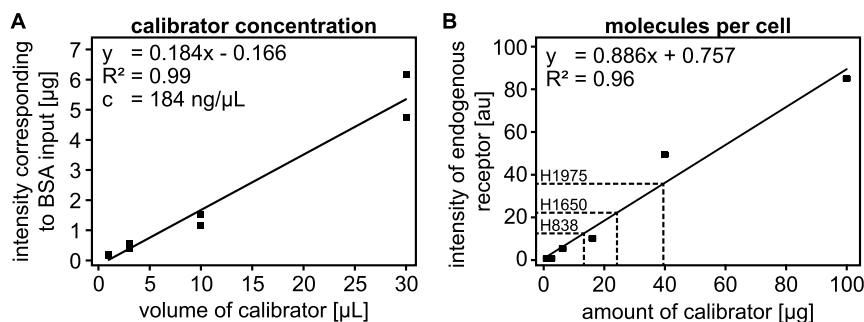 A
calibrator concentration
y = 0.184x - 0.166
R² = 0.99
c = 184 ng/µL
intensity corresponding
to BSA input [µg]
7
6
5
4
3
2
1
0
0 5 10 15 20 25 30
volume of calibrator [µL]
B
molecules per cell
y = 0.886x + 0.757
R² = 0.96
intensity of endogenous
receptor [au]
100
80
60
40
20
0
H1975
H1650
H838
0 20 40 60 80 100
amount of calibrator [µg]